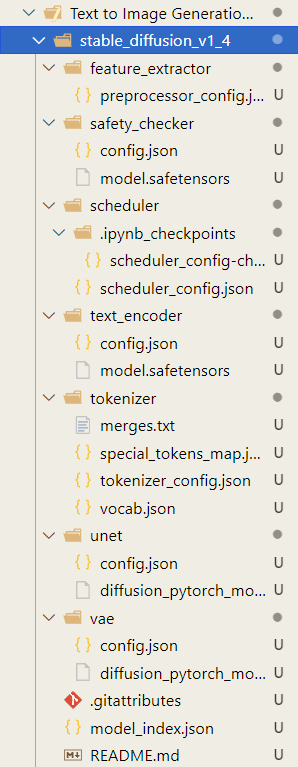 Text to Image Generatio...
stable_diffusion_v1_4
feature_extractor
preprocessor_config.j... U
safety_checker
config.json U
model.safetensors U
scheduler
.ipynb_checkpoints
scheduler_config-ch... U
scheduler_config.json U
text_encoder
config.json U
model.safetensors U
tokenizer
merges.txt U
special_tokens_map.j... U
tokenizer_config.json U
vocab.json U
unet
config.json U
diffusion_pytorch_mo... U
vae
config.json U
diffusion_pytorch_mo... U
.gitattributes U
model_index.json U
README.md U